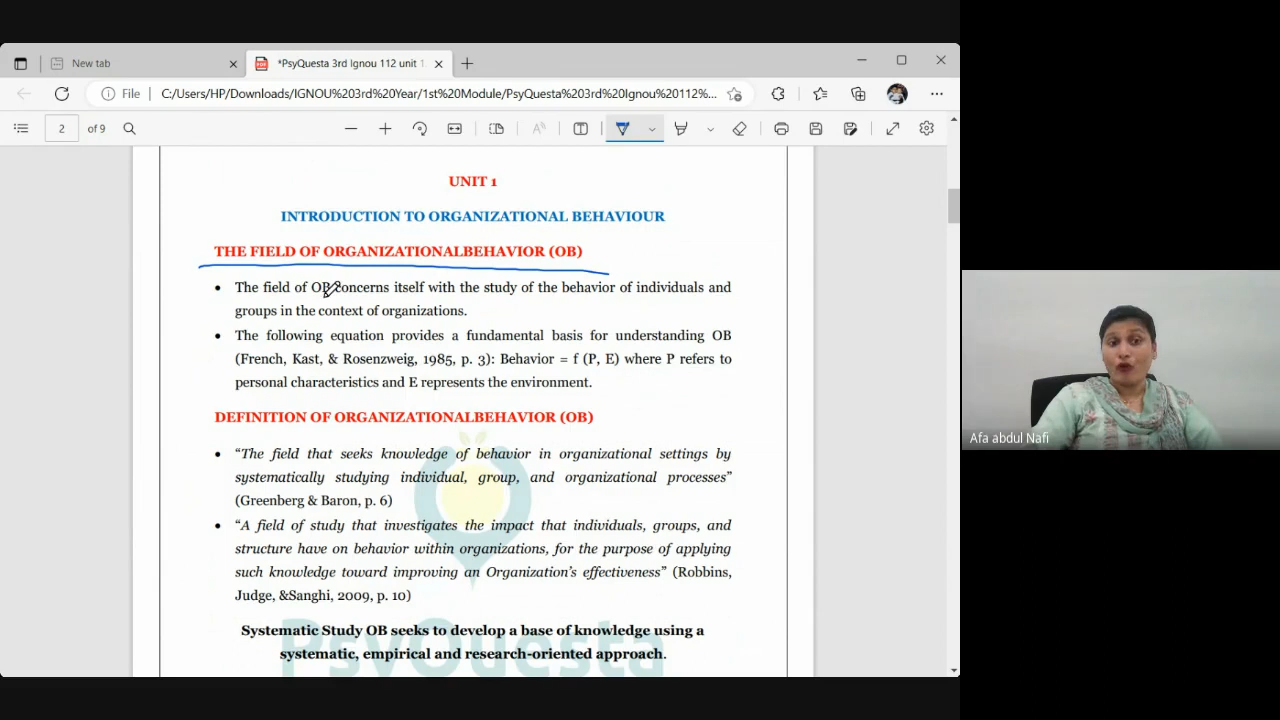 New tab
*PsyQuesta 3rd Ignou 112 unit 1.
File
C:/Users/HP/Downloads/IGNOU%203rd%20Year/1st%20Module/PsyQuesta%203rd%20Ignou%20112%...
2 of 9
UNIT 1
INTRODUCTION TO ORGANIZATIONAL BEHAVIOUR
THE FIELD OF ORGANIZATIONALBEHAVIOR (OB)
• The field of OB concerns itself with the study of the behavior of individuals and
groups in the context of organizations.
• The following equation provides a fundamental basis for understanding OB
(French, Kast, & Rosenzweig, 1985, p. 3): Behavior = f (P, E) where P refers to
personal characteristics and E represents the environment.
DEFINITION OF ORGANIZATIONALBEHAVIOR (OB)
• “The field that seeks knowledge of behavior in organizational settings by
systematically studying individual, group, and organizational processes”
(Greenberg & Baron, p. 6)
• “A field of study that investigates the impact that individuals, groups, and
structure have on behavior within organizations, for the purpose of applying
such knowledge toward improving an Organization’s effectiveness” (Robbins,
Judge, &Sanghi, 2009, p. 10)
Systematic Study OB seeks to develop a base of knowledge using a
systematic, empirical and research-oriented approach.
PsyQuesta
Afa abdul Nafi